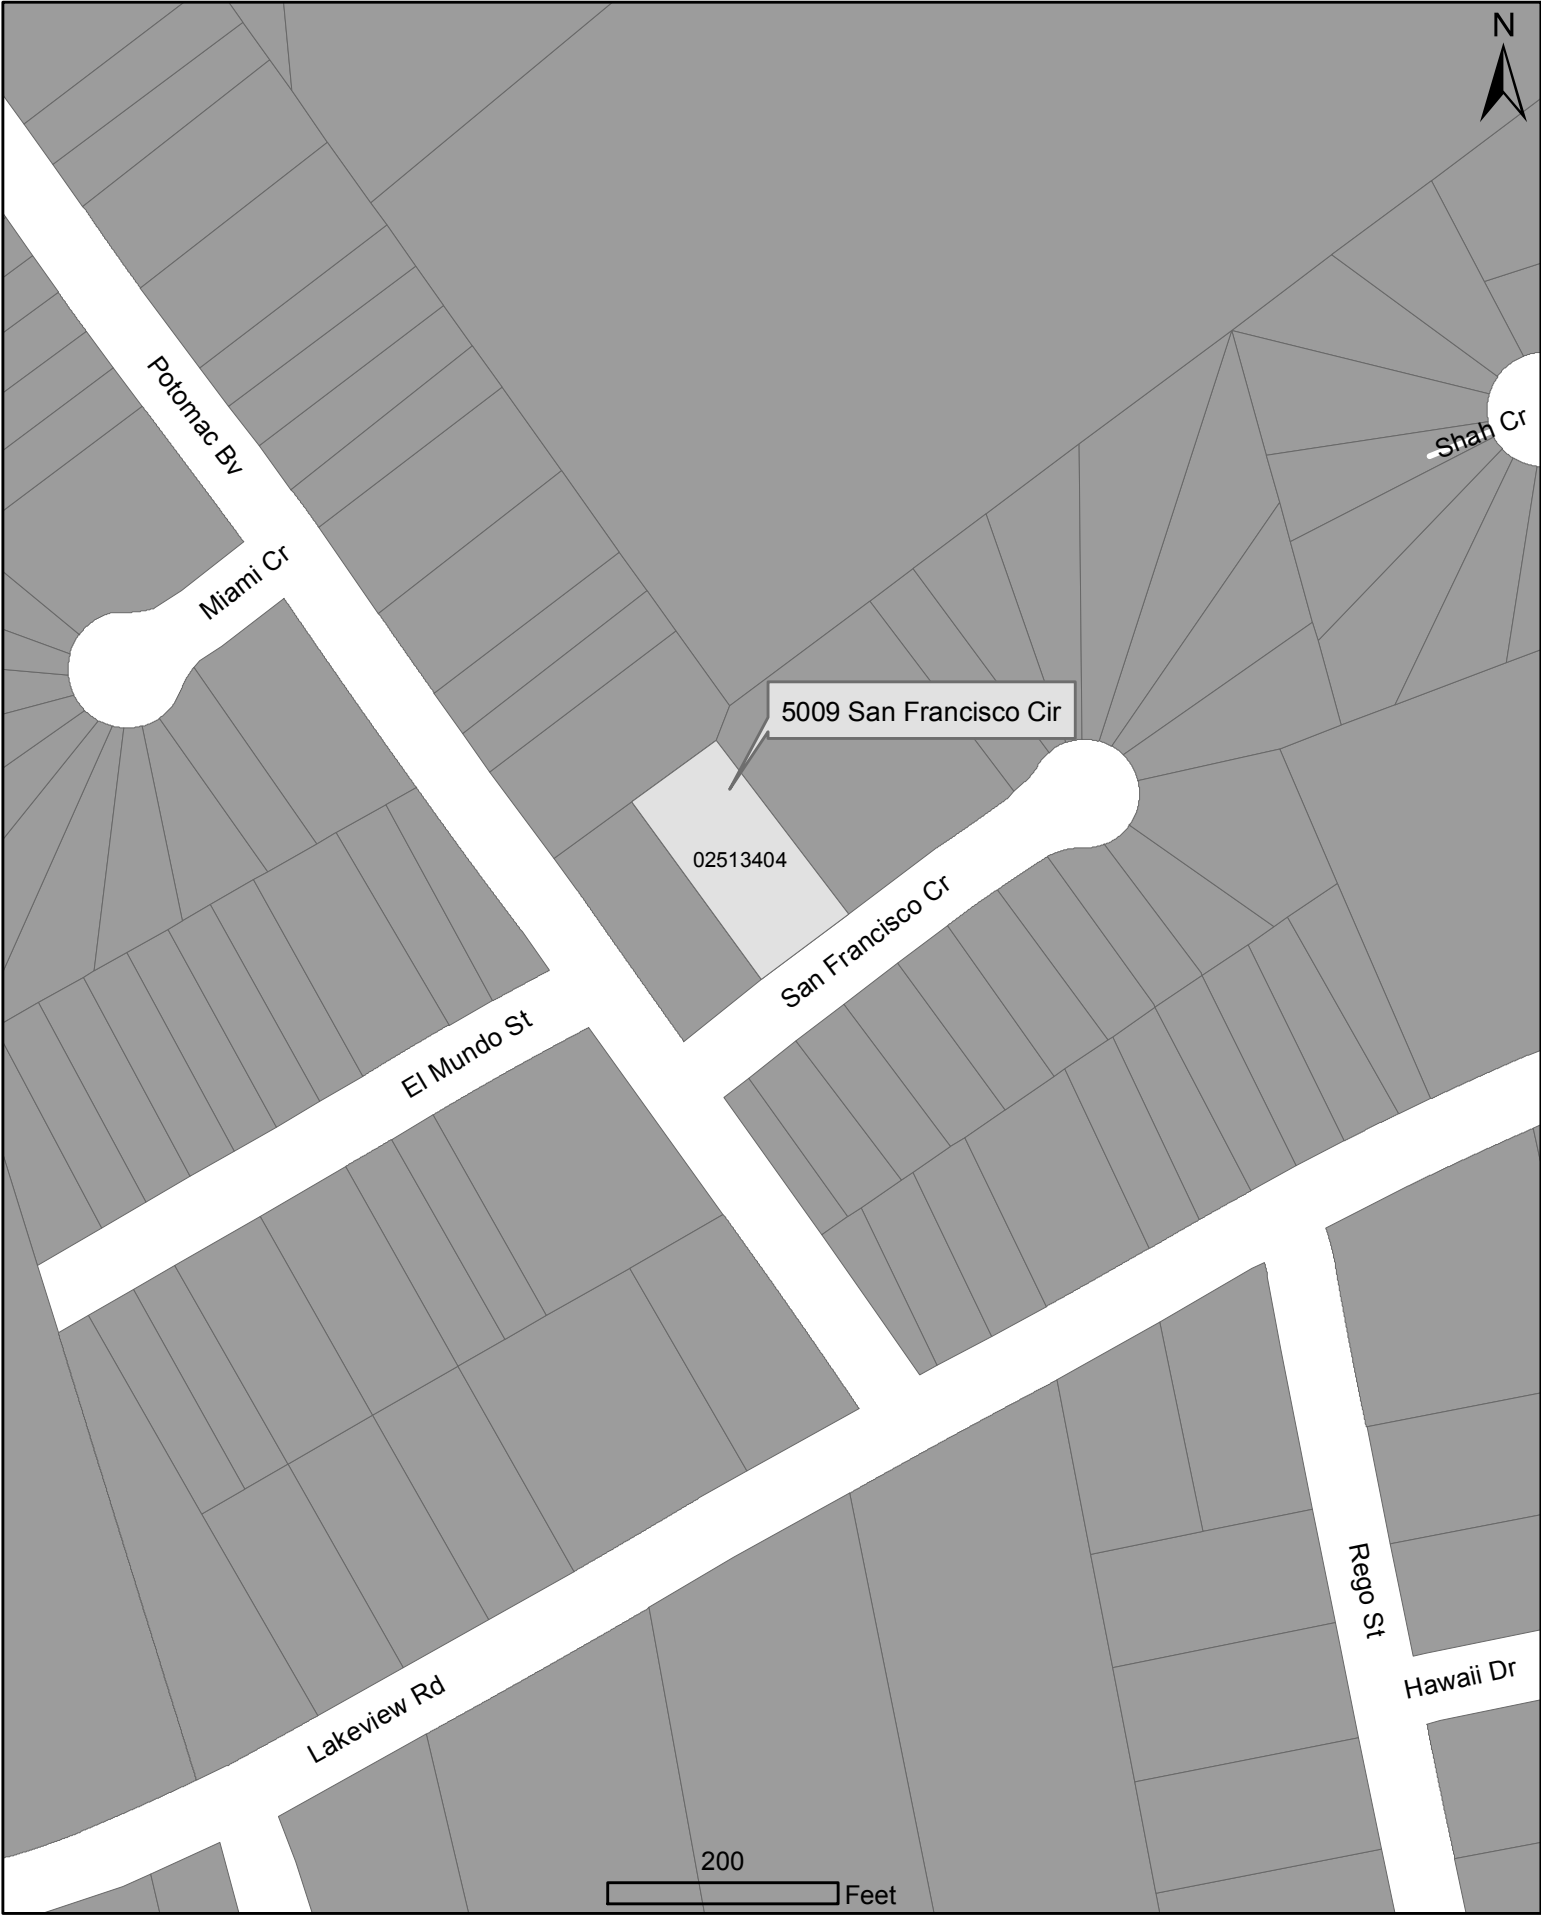 N
Potomac Bv
Shah Cr
Miami Cr
5009 San Francisco Cir
02513404
San Francisco Cr
El Mundo St
Rego St
Hawaii Dr
Lakeview Rd
200
Feet